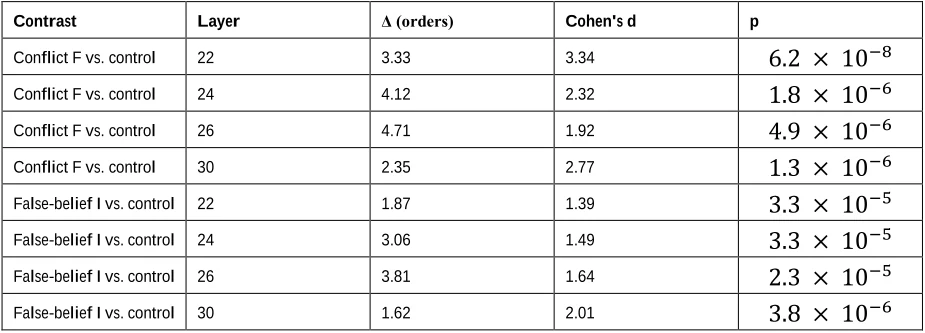 Contrast Layer Δ (orders) Cohen's d p
Conflict F vs. control 22 3.33 3.34 6.2 × 10⁻⁸
Conflict F vs. control 24 4.12 2.32 1.8 × 10⁻⁶
Conflict F vs. control 26 4.71 1.92 4.9 × 10⁻⁶
Conflict F vs. control 30 2.35 2.77 1.3 × 10⁻⁶
False-belief I vs. control 22 1.87 1.39 3.3 × 10⁻⁵
False-belief I vs. control 24 3.06 1.49 3.3 × 10⁻⁵
False-belief I vs. control 26 3.81 1.64 2.3 × 10⁻⁵
False-belief I vs. control 30 1.62 2.01 3.8 × 10⁻⁶